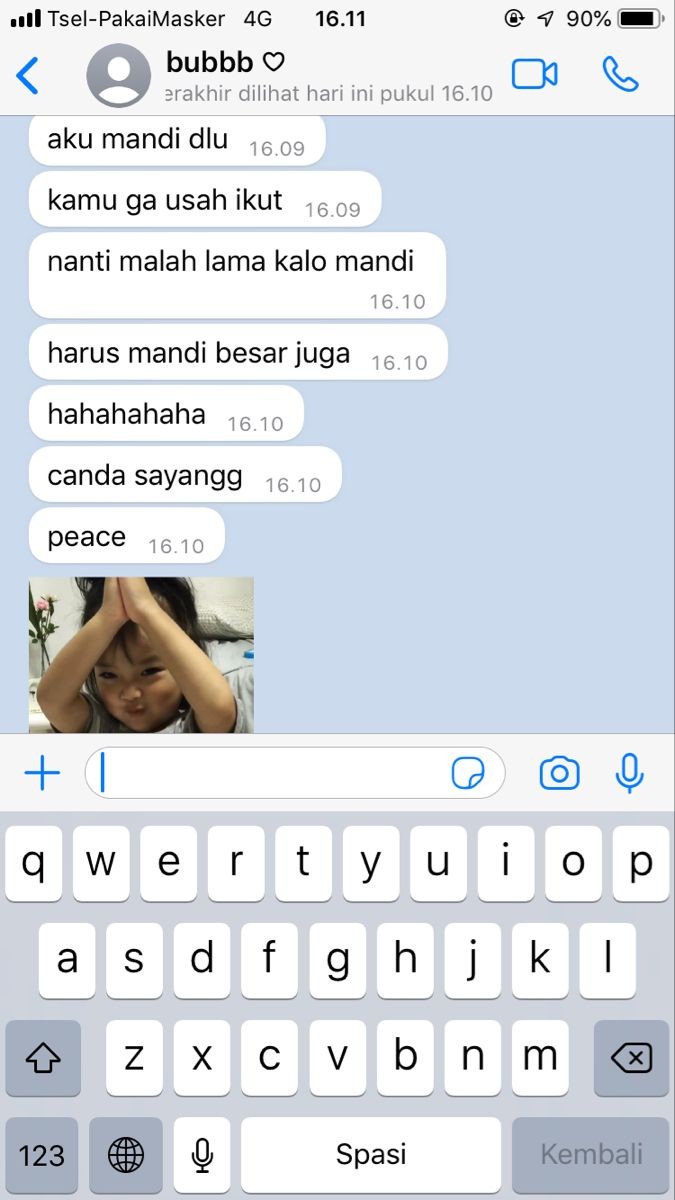 Tsel-PakaiMasker 4G 16.11 90%
bubbb ♡
erakhir dilihat hari ini pukul 16.10
aku mandi dlu 16.09
kamu ga usah ikut 16.09
nanti malah lama kalo mandi
16.10
harus mandi besar juga 16.10
hahahahaha 16.10
canda sayangg 16.10
peace 16.10
q w e r t y u i o p
a s d f g h j k l
z x c v b n m
123 Spasi Kembali